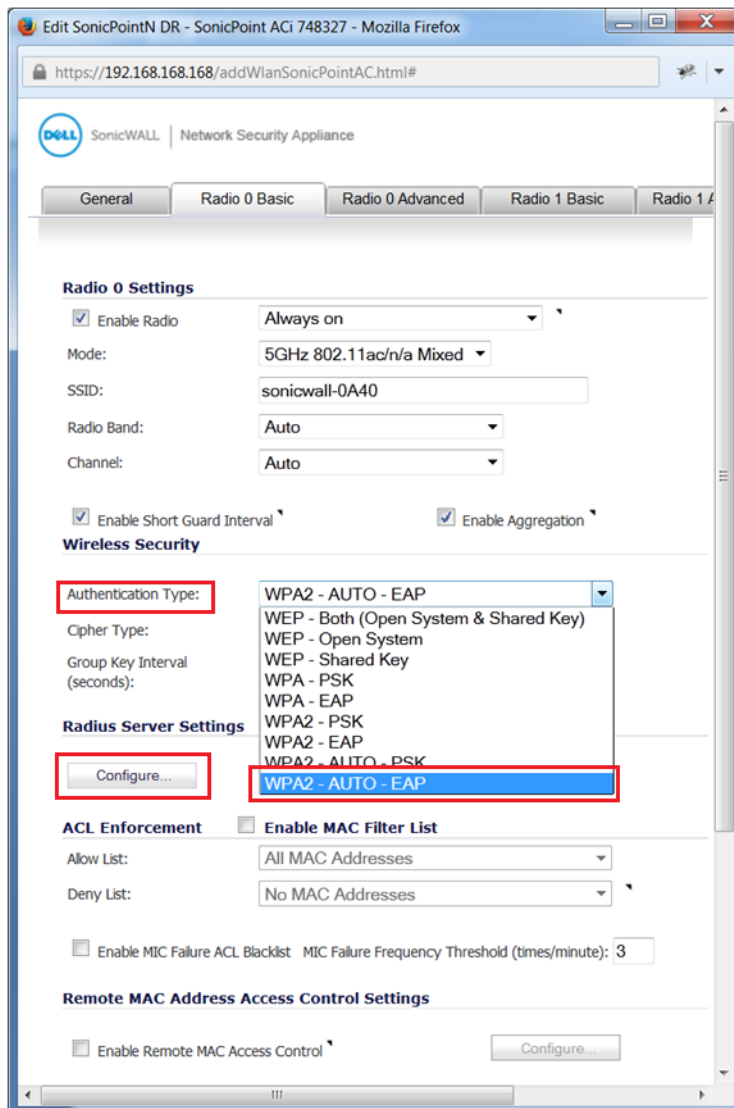 Edit SonicPointN DR - SonicPoint ACi 748327 - Mozilla Firefox
https://192.168.168.168/addWlanSonicPointAC.html#
DELL SonicWALL | Network Security Appliance
General Radio 0 Basic Radio 0 Advanced Radio 1 Basic Radio 1 A
Radio 0 Settings
Enable Radio Always on
Mode: 5GHz 802.11ac/n/a Mixed
SSID: sonicwall-0A40
Radio Band: Auto
Channel: Auto
Enable Short Guard Interval Enable Aggregation
Wireless Security
Authentication Type: WPA2 - AUTO - EAP
WEP - Both (Open System & Shared Key)
Cipher Type: WEP - Open System
Group Key Interval WEP - Shared Key
(seconds): WPA - PSK
WPA - EAP
Radius Server Settings WPA2 - PSK
WPA2 - EAP
WPA2 - AUTO - PSK
Configure... WPA2 - AUTO - EAP
ACL Enforcement Enable MAC Filter List
Allow List: All MAC Addresses
Deny List: No MAC Addresses
Enable MIC Failure ACL Blacklist MIC Failure Frequency Threshold (times/minute): 3
Remote MAC Address Access Control Settings
Enable Remote MAC Access Control Configure...